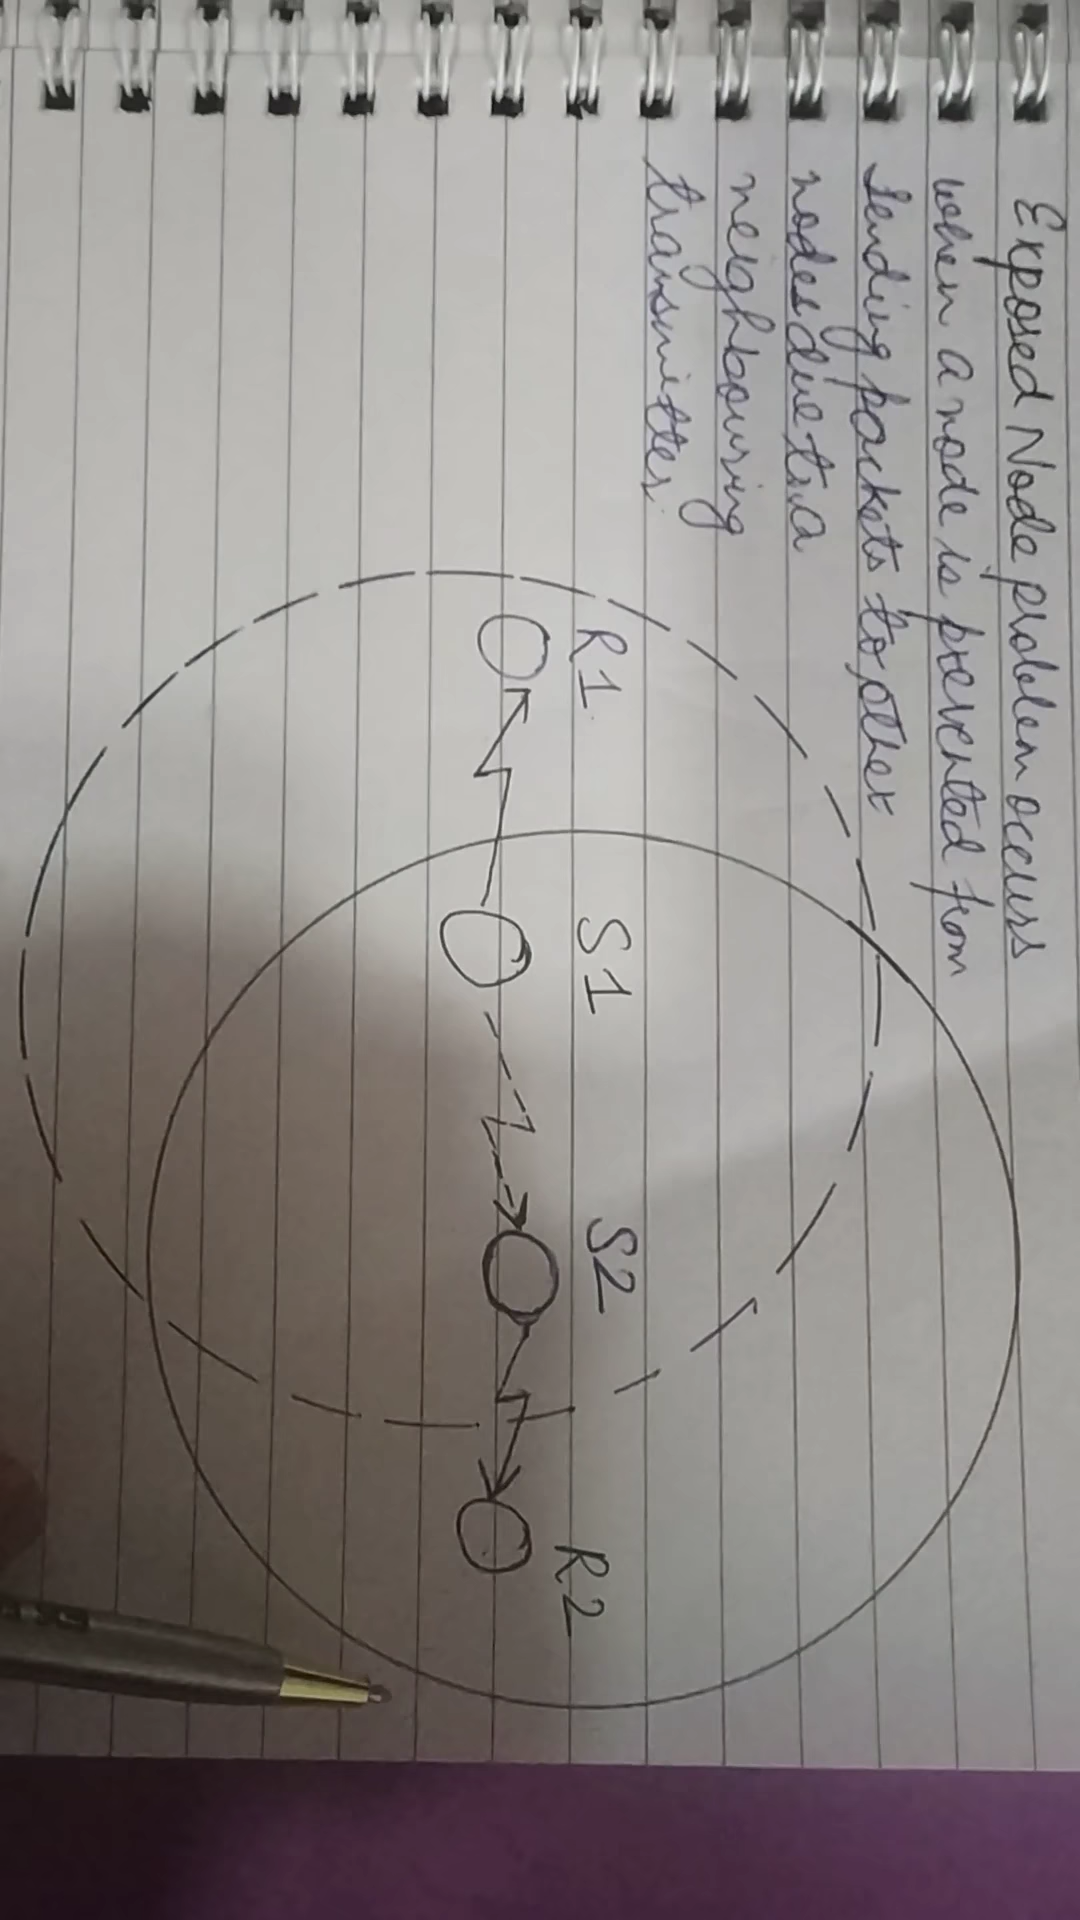 Exposed Node problem occurs
when a node is prevented from
sending packets to other
nodes due to a
neighbouring
transmitter.
R1 S1 S2 R2